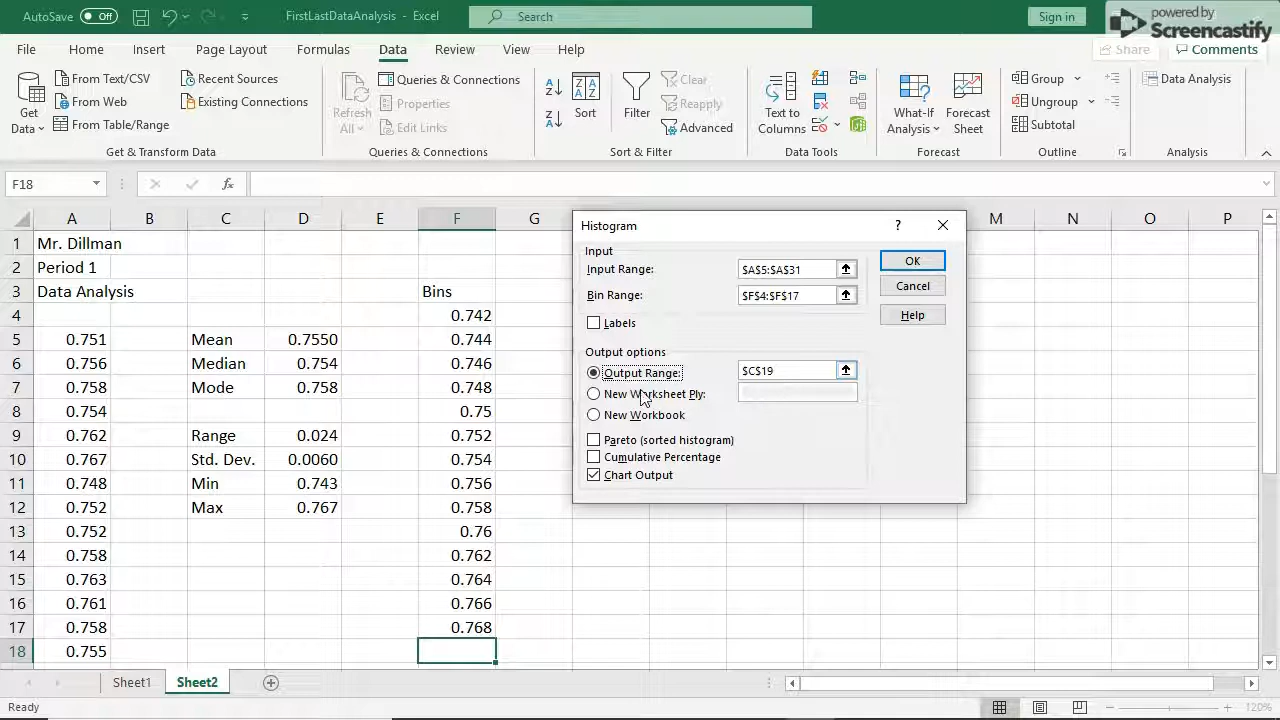 AutoSave Off FirstLastDataAnalysis - Excel Search Sign in powered by Screencastify
File Home Insert Page Layout Formulas Data Review View Help Share Comments
Get Data From Text/CSV From Web From Table/Range Recent Sources Existing Connections
Get & Transform Data
Refresh All Queries & Connections Properties Edit Links
Queries & Connections
Sort Filter Clear Reapply Advanced
Sort & Filter
Text to Columns
Data Tools
What-If Analysis Forecast Sheet
Forecast
Group Ungroup Subtotal
Outline
Data Analysis
Analysis
F18 fx
A B C D E F G M N O P
1 Mr. Dillman
2 Period 1
3 Data Analysis Bins
4 0.742
5 0.751 Mean 0.7550 0.744
6 0.756 Median 0.754 0.746
7 0.758 Mode 0.758 0.748
8 0.754 0.75
9 0.762 Range 0.024 0.752
10 0.767 Std. Dev. 0.0060 0.754
11 0.748 Min 0.743 0.756
12 0.752 Max 0.767 0.758
13 0.752 0.76
14 0.758 0.762
15 0.763 0.764
16 0.761 0.766
17 0.758 0.768
18 0.755
Histogram ?
Input
Input Range: $A$5:$A$31 OK
Bin Range: $F$4:$F$17 Cancel
Labels Help
Output options
Output Range: $C$19
New Worksheet Ply:
New Workbook
Pareto (sorted histogram)
Cumulative Percentage
Chart Output
Sheet1 Sheet2
Ready 120%